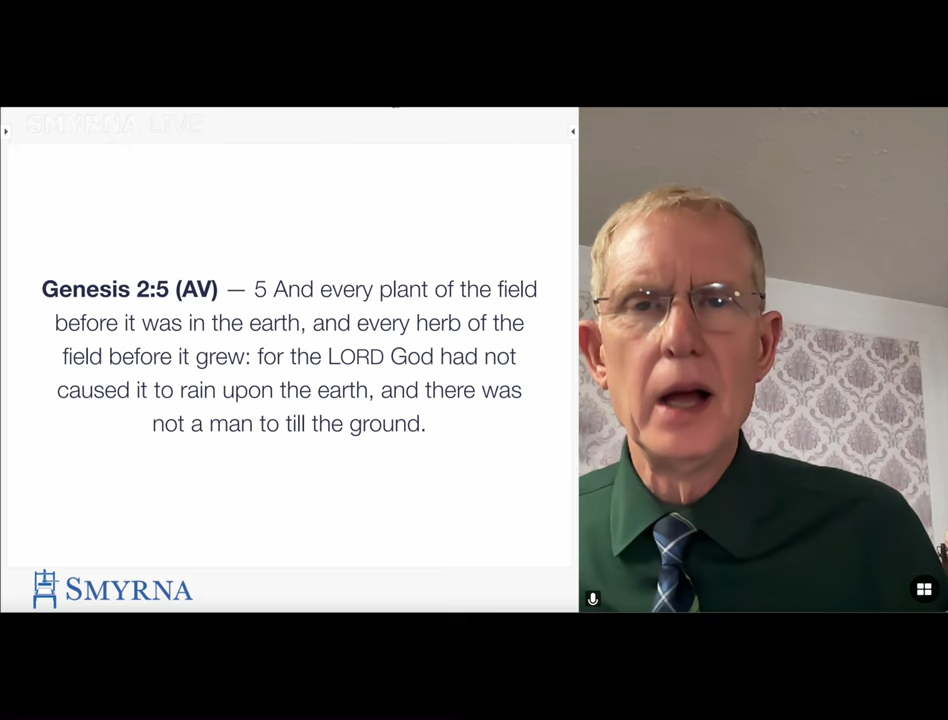 SMYRNA LIVE
Genesis 2:5 (AV) — 5 And every plant of the field
before it was in the earth, and every herb of the
field before it grew: for the LORD God had not
caused it to rain upon the earth, and there was
not a man to till the ground.
SMYRNA